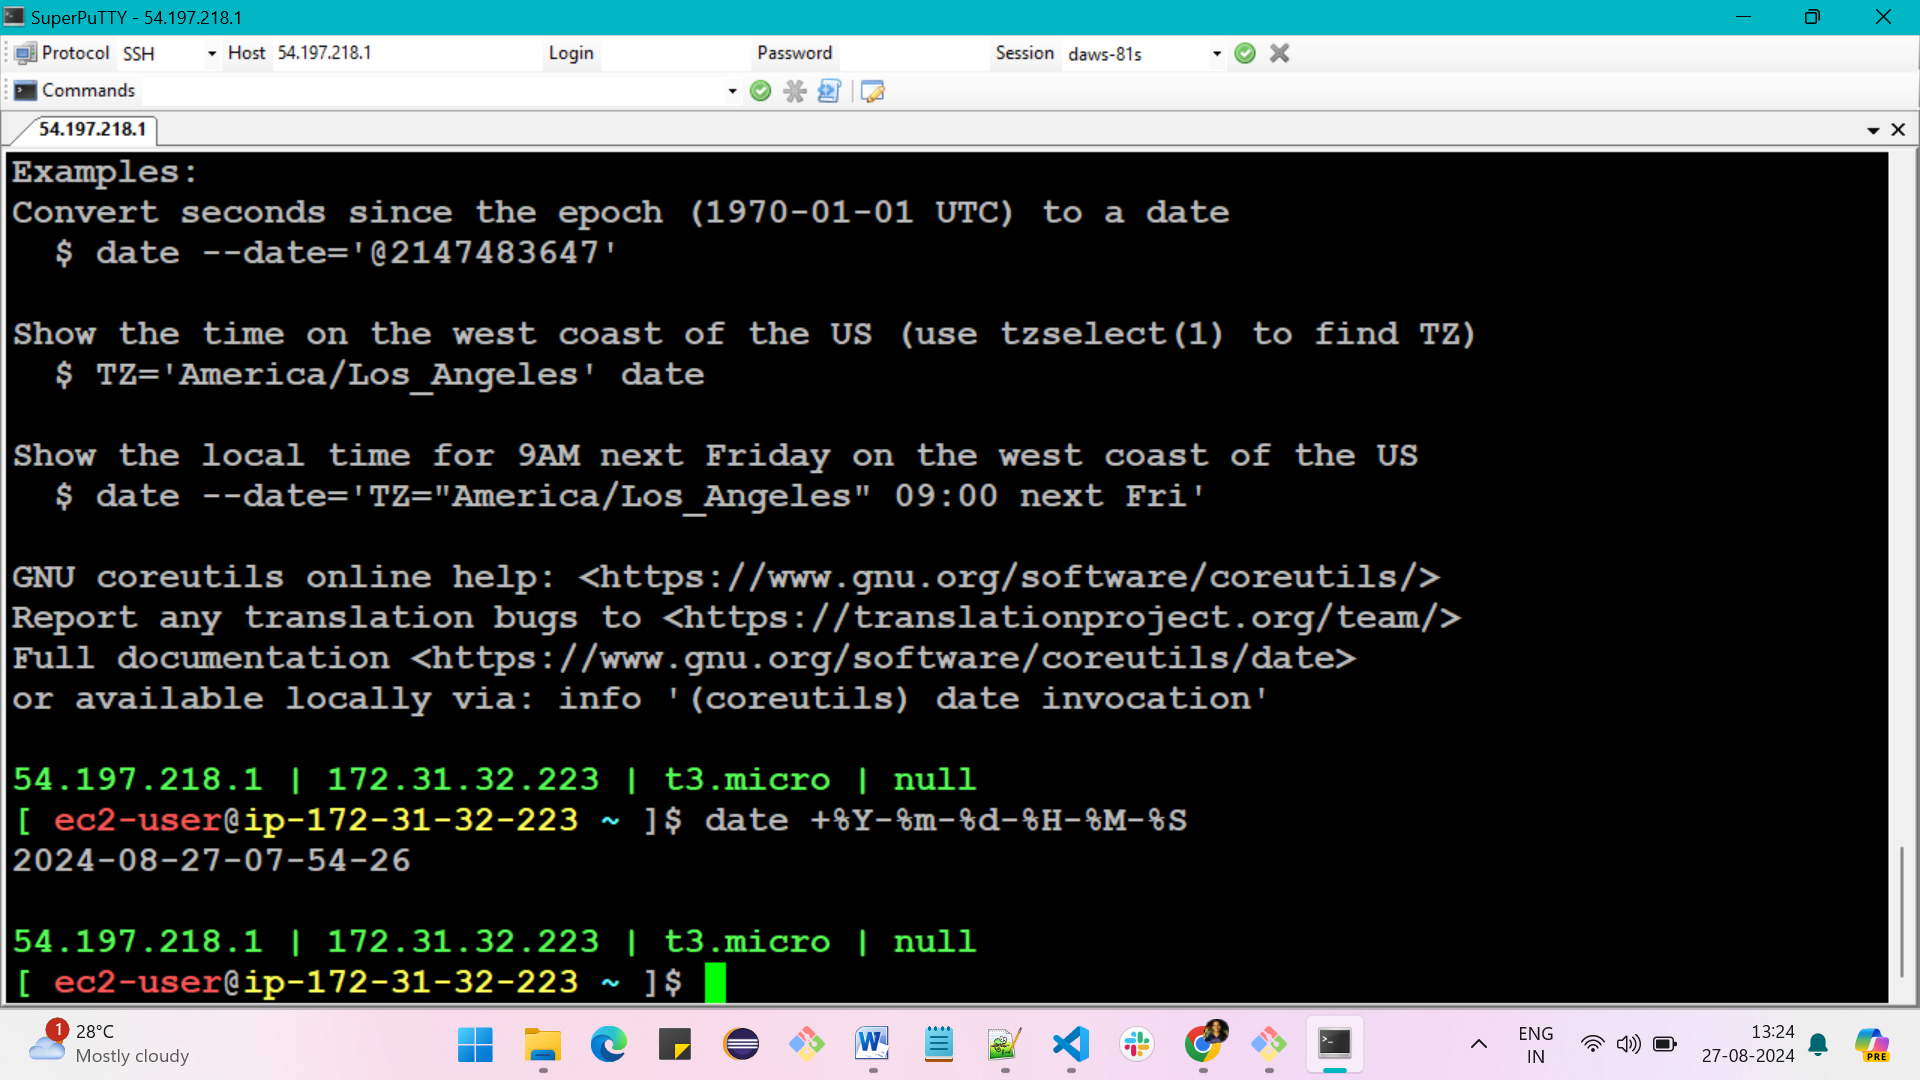 SuperPuTTY - 54.197.218.1
Protocol SSH Host 54.197.218.1 Login Password Session daws-81s
Commands
54.197.218.1
Examples:
Convert seconds since the epoch (1970-01-01 UTC) to a date
  $ date --date='@2147483647'
Show the time on the west coast of the US (use tzselect(1) to find TZ)
  $ TZ='America/Los_Angeles' date
Show the local time for 9AM next Friday on the west coast of the US
  $ date --date='TZ="America/Los_Angeles" 09:00 next Fri'
GNU coreutils online help: <https://www.gnu.org/software/coreutils/>
Report any translation bugs to <https://translationproject.org/team/>
Full documentation <https://www.gnu.org/software/coreutils/date>
or available locally via: info '(coreutils) date invocation'
54.197.218.1 | 172.31.32.223 | t3.micro | null
[ ec2-user@ip-172-31-32-223 ~ ]$ date +%Y-%m-%d-%H-%M-%S
2024-08-27-07-54-26
54.197.218.1 | 172.31.32.223 | t3.micro | null
[ ec2-user@ip-172-31-32-223 ~ ]$
1 28°C
Mostly cloudy
W
ENG
IN
13:24
27-08-2024
PRE